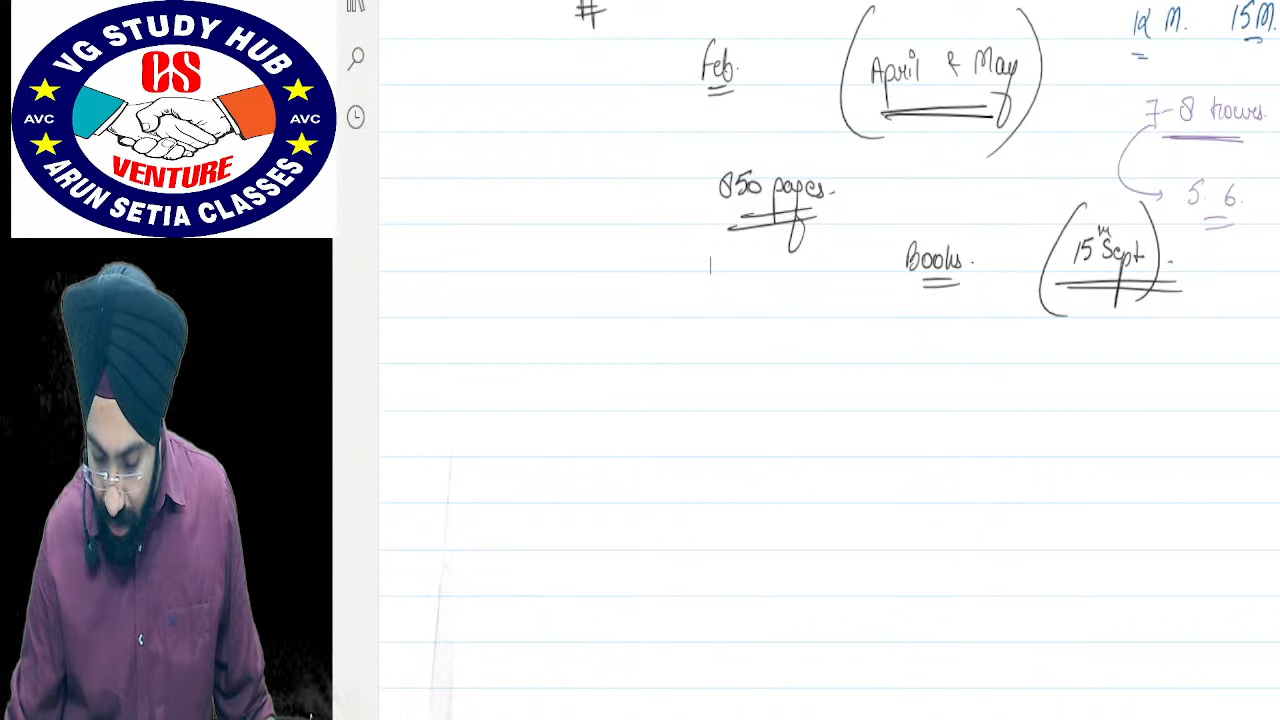 VG STUDY HUB
CS
AVC AVC
VENTURE
ARUN SETIA CLASSES
#
12 M. 15 M.
Feb. (April & May)
7-8 hours.
850 pages.
5. 6.
Books. (15th Sept).